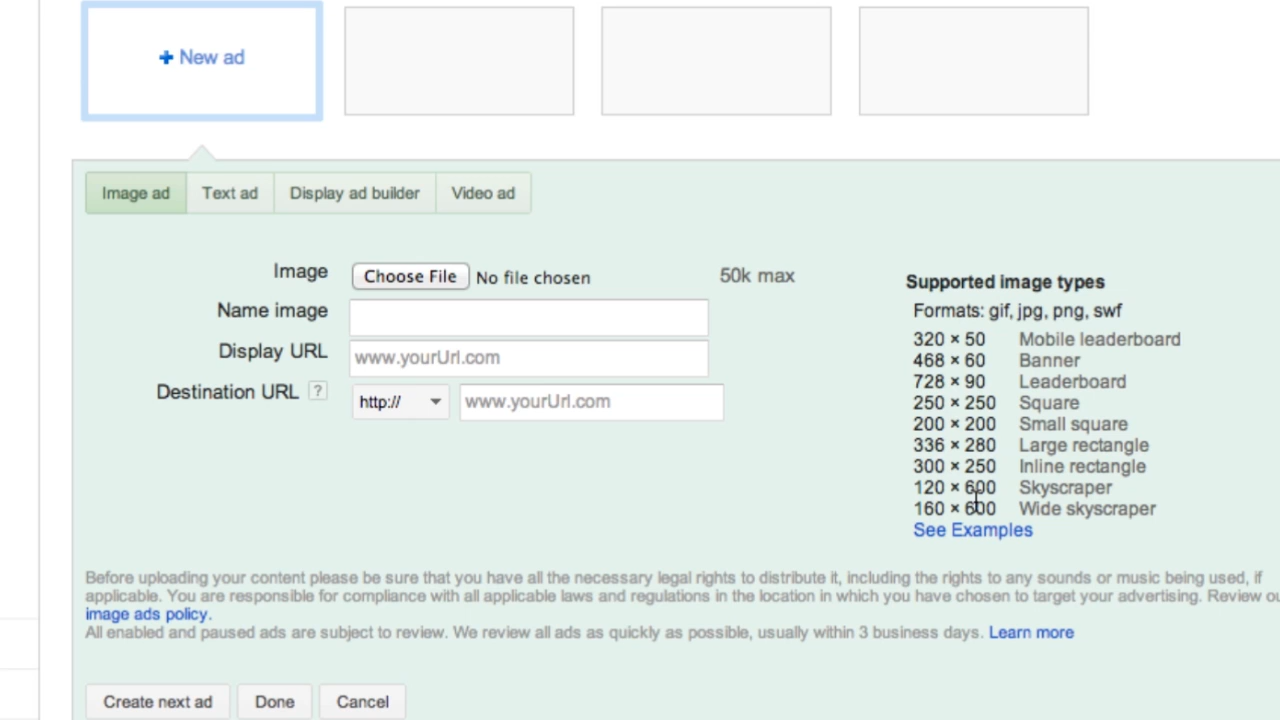 + New ad
Image ad Text ad Display ad builder Video ad
Image Choose File No file chosen 50k max
Name image
Display URL www.yourUrl.com
Destination URL ? http:// www.yourUrl.com
Supported image types
Formats: gif, jpg, png, swf
320 × 50 Mobile leaderboard
468 × 60 Banner
728 × 90 Leaderboard
250 × 250 Square
200 × 200 Small square
336 × 280 Large rectangle
300 × 250 Inline rectangle
120 × 600 Skyscraper
160 × 600 Wide skyscraper
See Examples
Before uploading your content please be sure that you have all the necessary legal rights to distribute it, including the rights to any sounds or music being used, if
applicable. You are responsible for compliance with all applicable laws and regulations in the location in which you have chosen to target your advertising. Review
image ads policy.
All enabled and paused ads are subject to review. We review all ads as quickly as possible, usually within 3 business days. Learn more
Create next ad Done Cancel